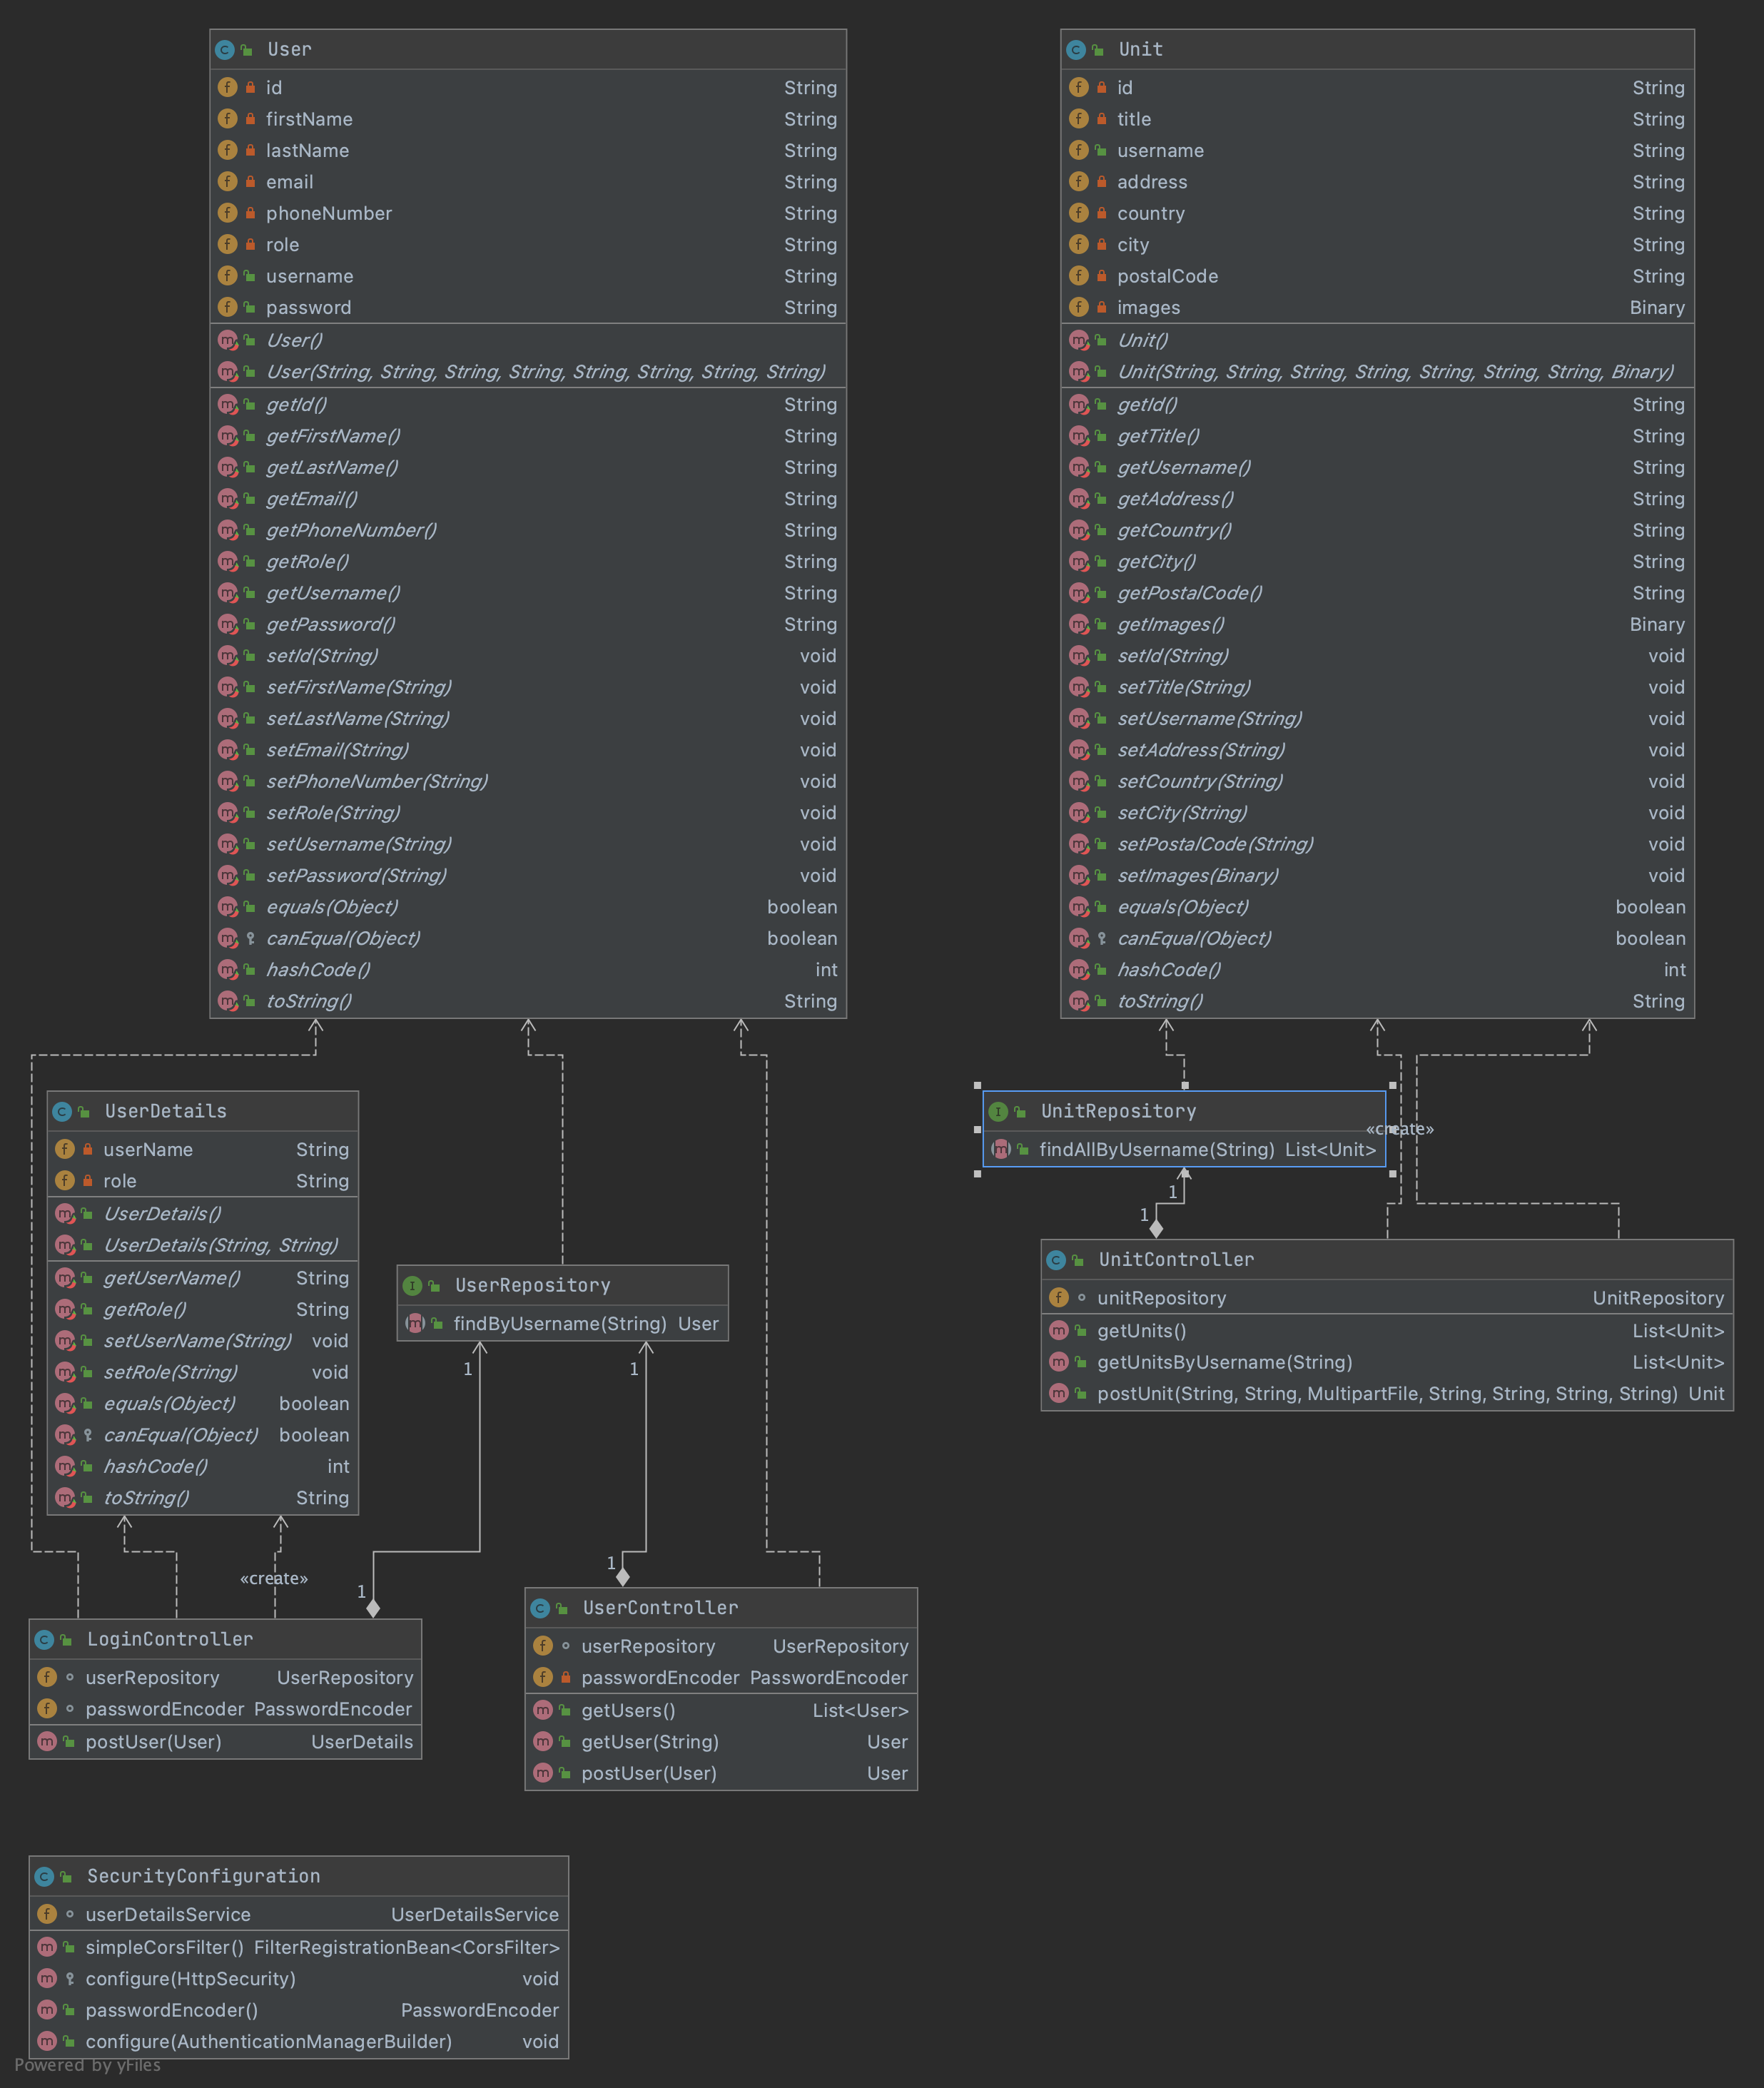 User
id String
firstName String
lastName String
email String
phoneNumber String
role String
username String
password String
User()
User(String, String, String, String, String, String, String, String)
getId() String
getFirstName() String
getLastName() String
getEmail() String
getPhoneNumber() String
getRole() String
getUsername() String
getPassword() String
setId(String) void
setFirstName(String) void
setLastName(String) void
setEmail(String) void
setPhoneNumber(String) void
setRole(String) void
setUsername(String) void
setPassword(String) void
equals(Object) boolean
canEqual(Object) boolean
hashCode() int
toString() String
Unit
id String
title String
username String
address String
country String
city String
postalCode String
images Binary
Unit()
Unit(String, String, String, String, String, String, String, Binary)
getId() String
getTitle() String
getUsername() String
getAddress() String
getCountry() String
getCity() String
getPostalCode() String
getImages() Binary
setId(String) void
setTitle(String) void
setUsername(String) void
setAddress(String) void
setCountry(String) void
setCity(String) void
setPostalCode(String) void
setImages(Binary) void
equals(Object) boolean
canEqual(Object) boolean
hashCode() int
toString() String
UserDetails
userName String
role String
UserDetails()
UserDetails(String, String)
getUserName() String
getRole() String
setUserName(String) void
setRole(String) void
equals(Object) boolean
canEqual(Object) boolean
hashCode() int
toString() String
UserRepository
findByUsername(String) User
1
1
UnitRepository
findAllByUsername(String) List<Unit>
«create»
1
1
UnitController
unitRepository UnitRepository
getUnits() List<Unit>
getUnitsByUsername(String) List<Unit>
postUnit(String, String, MultipartFile, String, String, String, String) Unit
«create»
1
1
LoginController
userRepository UserRepository
passwordEncoder PasswordEncoder
postUser(User) UserDetails
UserController
userRepository UserRepository
passwordEncoder PasswordEncoder
getUsers() List<User>
getUser(String) User
postUser(User) User
SecurityConfiguration
userDetailsService UserDetailsService
simpleCorsFilter() FilterRegistrationBean<CorsFilter>
configure(HttpSecurity) void
passwordEncoder() PasswordEncoder
configure(AuthenticationManagerBuilder) void
Powered by yFiles